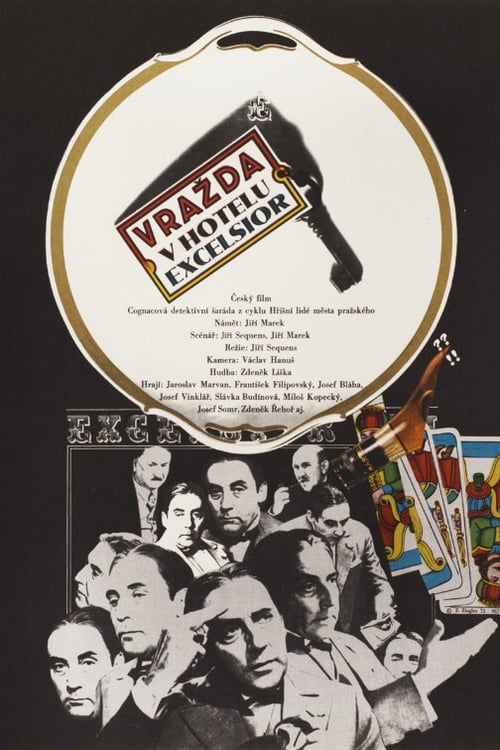 VRAŽDA
V HOTELU
EXCELSIOR
Český film
Cognacová detektivní šaráda z cyklu Hříšní lidé města pražského
Námět: Jiří Marek
Scénář: Jiří Sequens, Jiří Marek
Režie: Jiří Sequens
Kamera: Václav Hanuš
Hudba: Zdeněk Liška
Hrají: Jaroslav Marvan, František Filipovský, Josef Bláha,
Josef Vinklář, Slávka Budínová, Miloš Kopecký,
Josef Somr, Zdeněk Řehoř aj.
??